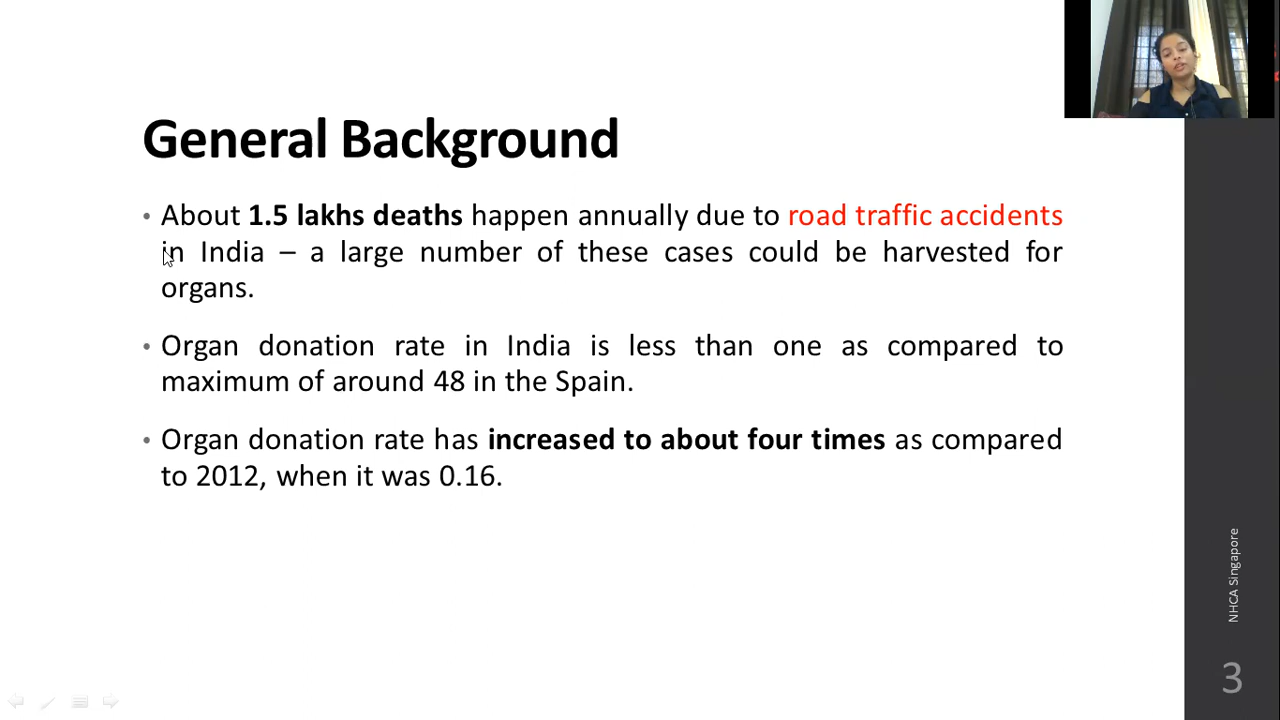 General Background
• About 1.5 lakhs deaths happen annually due to road traffic accidents
in India – a large number of these cases could be harvested for
organs.
• Organ donation rate in India is less than one as compared to
maximum of around 48 in the Spain.
• Organ donation rate has increased to about four times as compared
to 2012, when it was 0.16.
NHCA Singapore
3